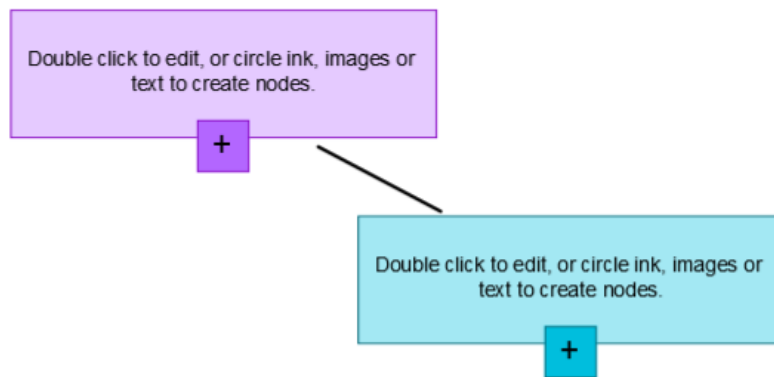 Double click to edit, or circle ink, images or
text to create nodes.
+
Double click to edit, or circle ink, images or
text to create nodes.
+